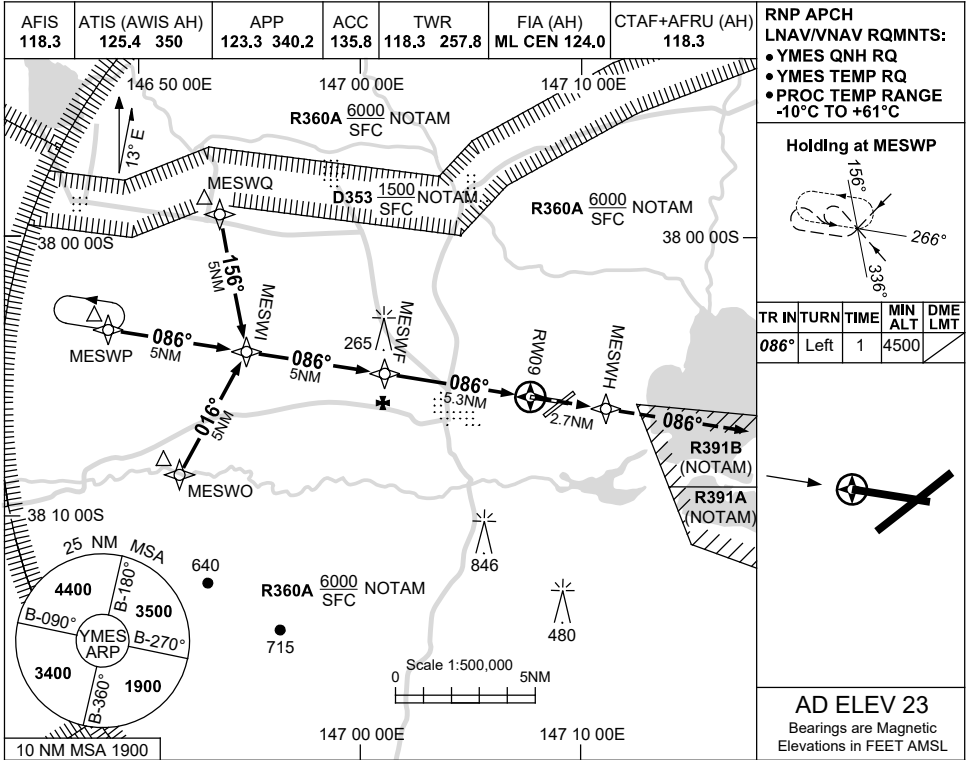 AFIS
118.3
ATIS (AWIS AH)
125.4 350
APP
123.3 340.2
ACC
135.8
TWR
118.3 257.8
FIA (AH)
ML CEN 124.0
CTAF+AFRU (AH)
118.3
RNP APCH
LNAV/VNAV RQMNTS:
• YMES QNH RQ
• YMES TEMP RQ
• PROC TEMP RANGE
-10°C TO +61°C
146 50 00E
147 00 00E
147 10 00E
13° E
R360A 6000
SFC
NOTAM
D353 1500
SFC
NOTAM
R360A 6000
SFC
NOTAM
MESWQ
38 00 00S
38 00 00S
156°
5NM
MESWI
MESWP
086°
5NM
086°
5NM
265
MESWF
086°
5.3NM
RW09
2.7NM
MESWH
086°
016°
5NM
MESWO
R391B
(NOTAM)
R391A
(NOTAM)
38 10 00S
846
480
640
715
R360A 6000
SFC
NOTAM
25 NM MSA
4400
B-180°
3500
B-090°
YMES
ARP
B-270°
3400
B-360°
1900
10 NM MSA 1900
Scale 1:500,000
0
5NM
147 00 00E
147 10 00E
Holding at MESWP
156°
266°
336°
TR IN
TURN
TIME
MIN
ALT
DME
LMT
086°
Left
1
4500
AD ELEV 23
Bearings are Magnetic
Elevations in FEET AMSL